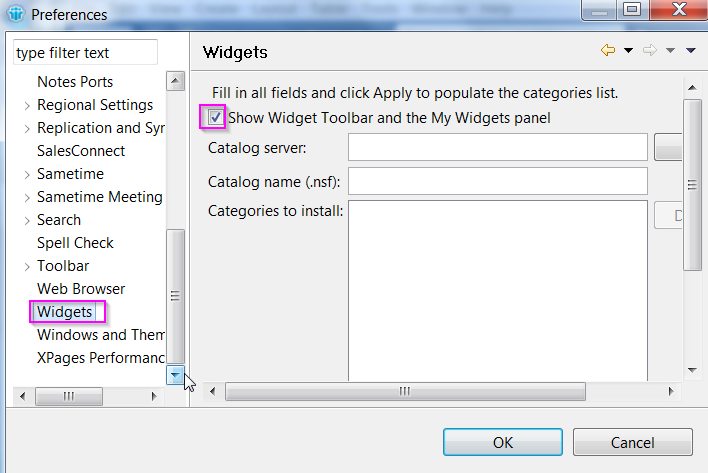 Preferences
type filter text
Notes Ports
Regional Settings
Replication and Syn
SalesConnect
Sametime
Sametime Meeting
Search
Spell Check
Toolbar
Web Browser
Widgets
Windows and Them
XPages Performanc
Widgets
Fill in all fields and click Apply to populate the categories list.
Show Widget Toolbar and the My Widgets panel
Catalog server:
Catalog name (.nsf):
Categories to install:
D
OK
Cancel